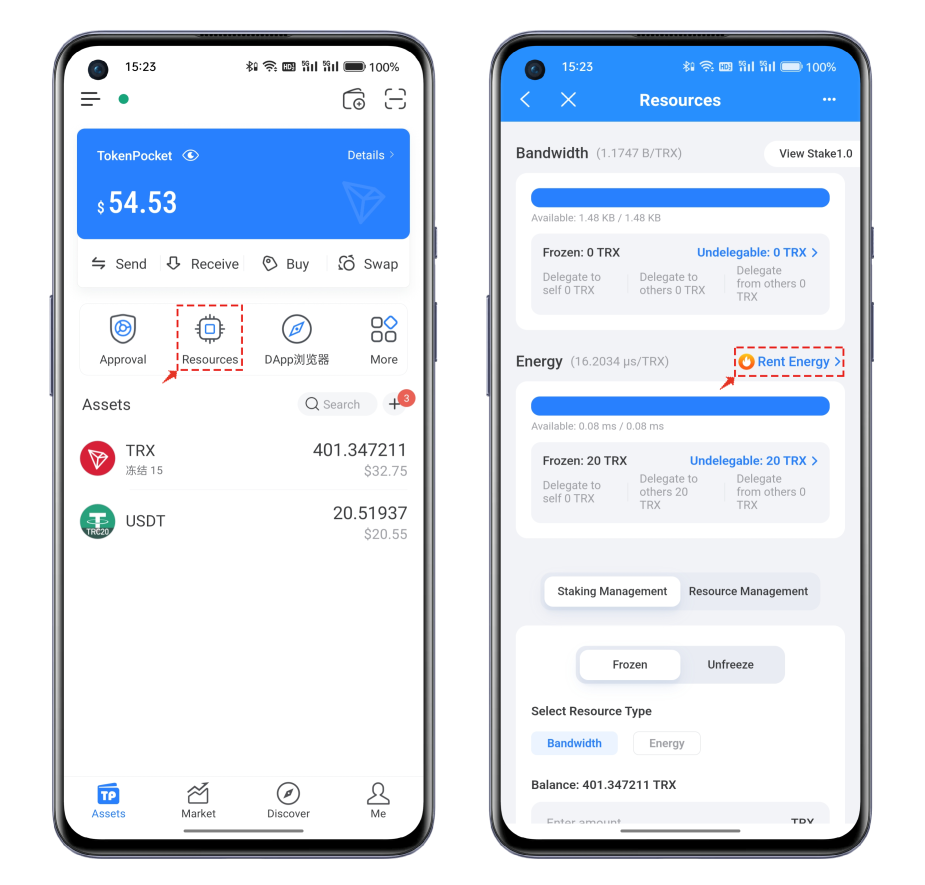 15:23
HD 5G 5G 100%
TokenPocket
Details >
$ 54.53
Send
Receive
Buy
Swap
Approval
Resources
DApp浏览器
More
Assets
Search
+
3
TRX
401.347211
冻结 15
$32.75
USDT
20.51937
TRC20
$20.55
TP
Assets
Market
Discover
Me
15:23
HD 5G 5G 100%
Resources
Bandwidth (1.1747 B/TRX)
View Stake1.0
Available: 1.48 KB / 1.48 KB
Frozen: 0 TRX
Undelegable: 0 TRX >
Delegate to
self 0 TRX
Delegate to
others 0 TRX
Delegate
from others 0
TRX
Energy (16.2034 µs/TRX)
Rent Energy >
Available: 0.08 ms / 0.08 ms
Frozen: 20 TRX
Undelegable: 20 TRX >
Delegate to
self 0 TRX
Delegate to
others 20
TRX
Delegate
from others 0
TRX
Staking Management
Resource Management
Frozen
Unfreeze
Select Resource Type
Bandwidth
Energy
Balance: 401.347211 TRX
Enter amount
TRX